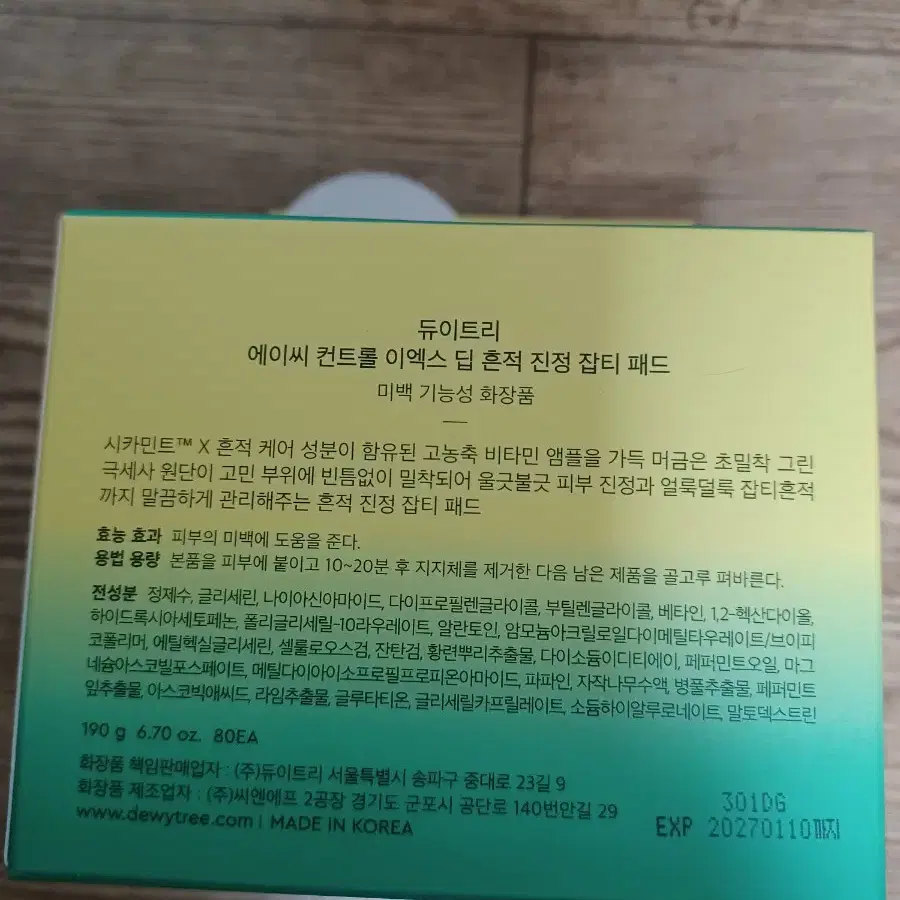 듀이트리
에이씨 컨트롤 이엑스 딥 흔적 진정 잡티 패드
미백 기능성 화장품
시카민트™ X 흔적 케어 성분이 함유된 고농축 비타민 앰플을 가득 머금은 초밀착 그린
극세사 원단이 고민 부위에 빈틈없이 밀착되어 울긋불긋 피부 진정과 얼룩덜룩 잡티흔적
까지 말끔하게 관리해주는 흔적 진정 잡티 패드
효능 효과 피부의 미백에 도움을 준다.
용법 용량 본품을 피부에 붙이고 10~20분 후 지지체를 제거한 다음 남은 제품을 골고루 펴바른다.
전성분 정제수, 글리세린, 나이아신아마이드, 다이프로필렌글라이콜, 부틸렌글라이콜, 베타인, 1,2-헥산다이올,
하이드록시아세토페논, 폴리글리세릴-10라우레이트, 알란토인, 암모늄아크릴로일다이메틸타우레이트/브이피
코폴리머, 에틸헥실글리세린, 셀룰로오스검, 잔탄검, 황련뿌리추출물, 다이소듐이디티에이, 페퍼민트오일, 마그
네슘아스코빌포스페이트, 메틸다이아이소프로필프로피온아마이드, 파파인, 자작나무수액, 병풀추출물, 페퍼민트
잎추출물, 아스코빅애씨드, 라임추출물, 글루타티온, 글리세릴카프릴레이트, 소듐하이알루로네이트, 말토덱스트린
190 g 6.70 oz. 80EA
화장품 책임판매업자 : (주)듀이트리 서울특별시 송파구 중대로 23길 9
화장품 제조업자 : (주)씨엔에프 2공장 경기도 군포시 공단로 140번안길 29
www.dewytree.com | MADE IN KOREA
301DG
EXP 20270110까지